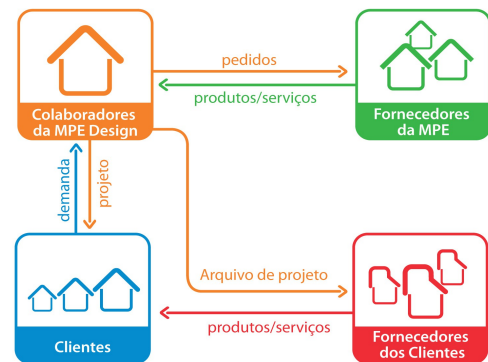 pedidos
produtos/serviços
Colaboradores
da MPE Design
Fornecedores
da MPE
demanda
projeto
Arquivo de projeto
produtos/serviços
Clientes
Fornecedores
dos Clientes